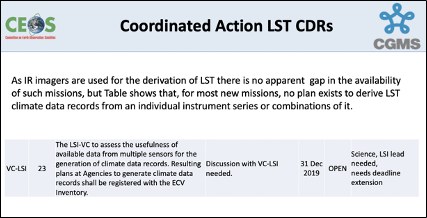 CEOS
Coordinated Action LST CDRs
CGMS
As IR imagers are used for the derivation of LST there is no apparent gap in the availability
of such missions, but Table shows that, for most new missions, no plan exists to derive LST
climate data records from an individual instrument series or combinations of it.
The LSI-VC to assess the usefulness of
available data from multiple sensors for the
VC-LSI 23 generation of climate data records. Resulting Discussion with VC-LSI 31 Dec OPEN Science, LSI lead
plans at Agencies to generate climate data needed. 2019 needed,
records shall be registered with the ECV needs deadline
Inventory. extension